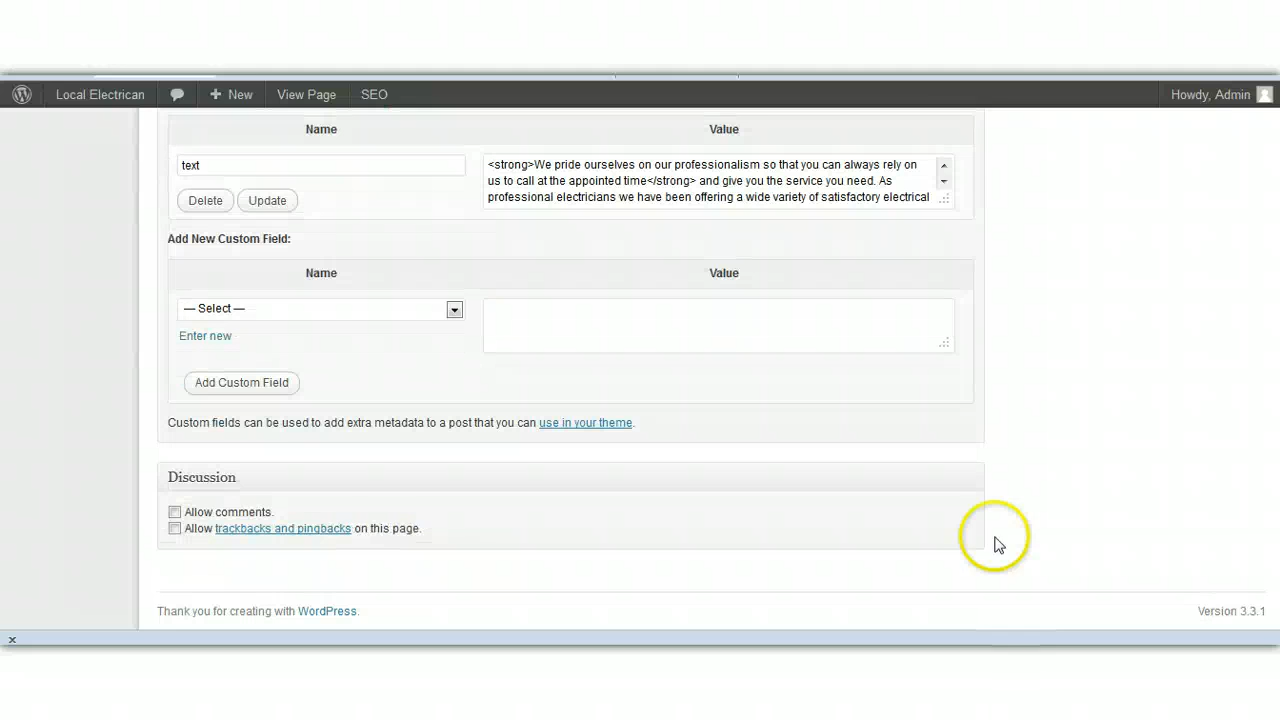 Local Electrican
New
View Page
SEO
Howdy, Admin
Name
Value
text
<strong>We pride ourselves on our professionalism so that you can always rely on
us to call at the appointed time</strong> and give you the service you need. As
professional electricians we have been offering a wide variety of satisfactory electrical
Delete
Update
Add New Custom Field:
Name
Value
— Select —
Enter new
Add Custom Field
Custom fields can be used to add extra metadata to a post that you can use in your theme.
Discussion
Allow comments.
Allow trackbacks and pingbacks on this page.
Thank you for creating with WordPress.
Version 3.3.1
x